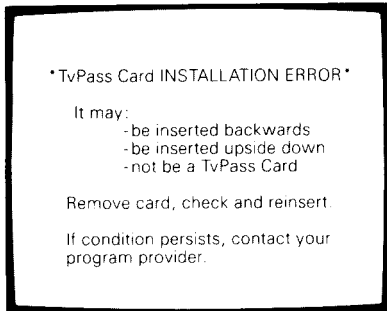 *TvPass Card INSTALLATION ERROR*
It may:
-be inserted backwards
-be inserted upside down
-not be a TvPass Card
Remove card, check and reinsert.
If condition persists, contact your
program provider.